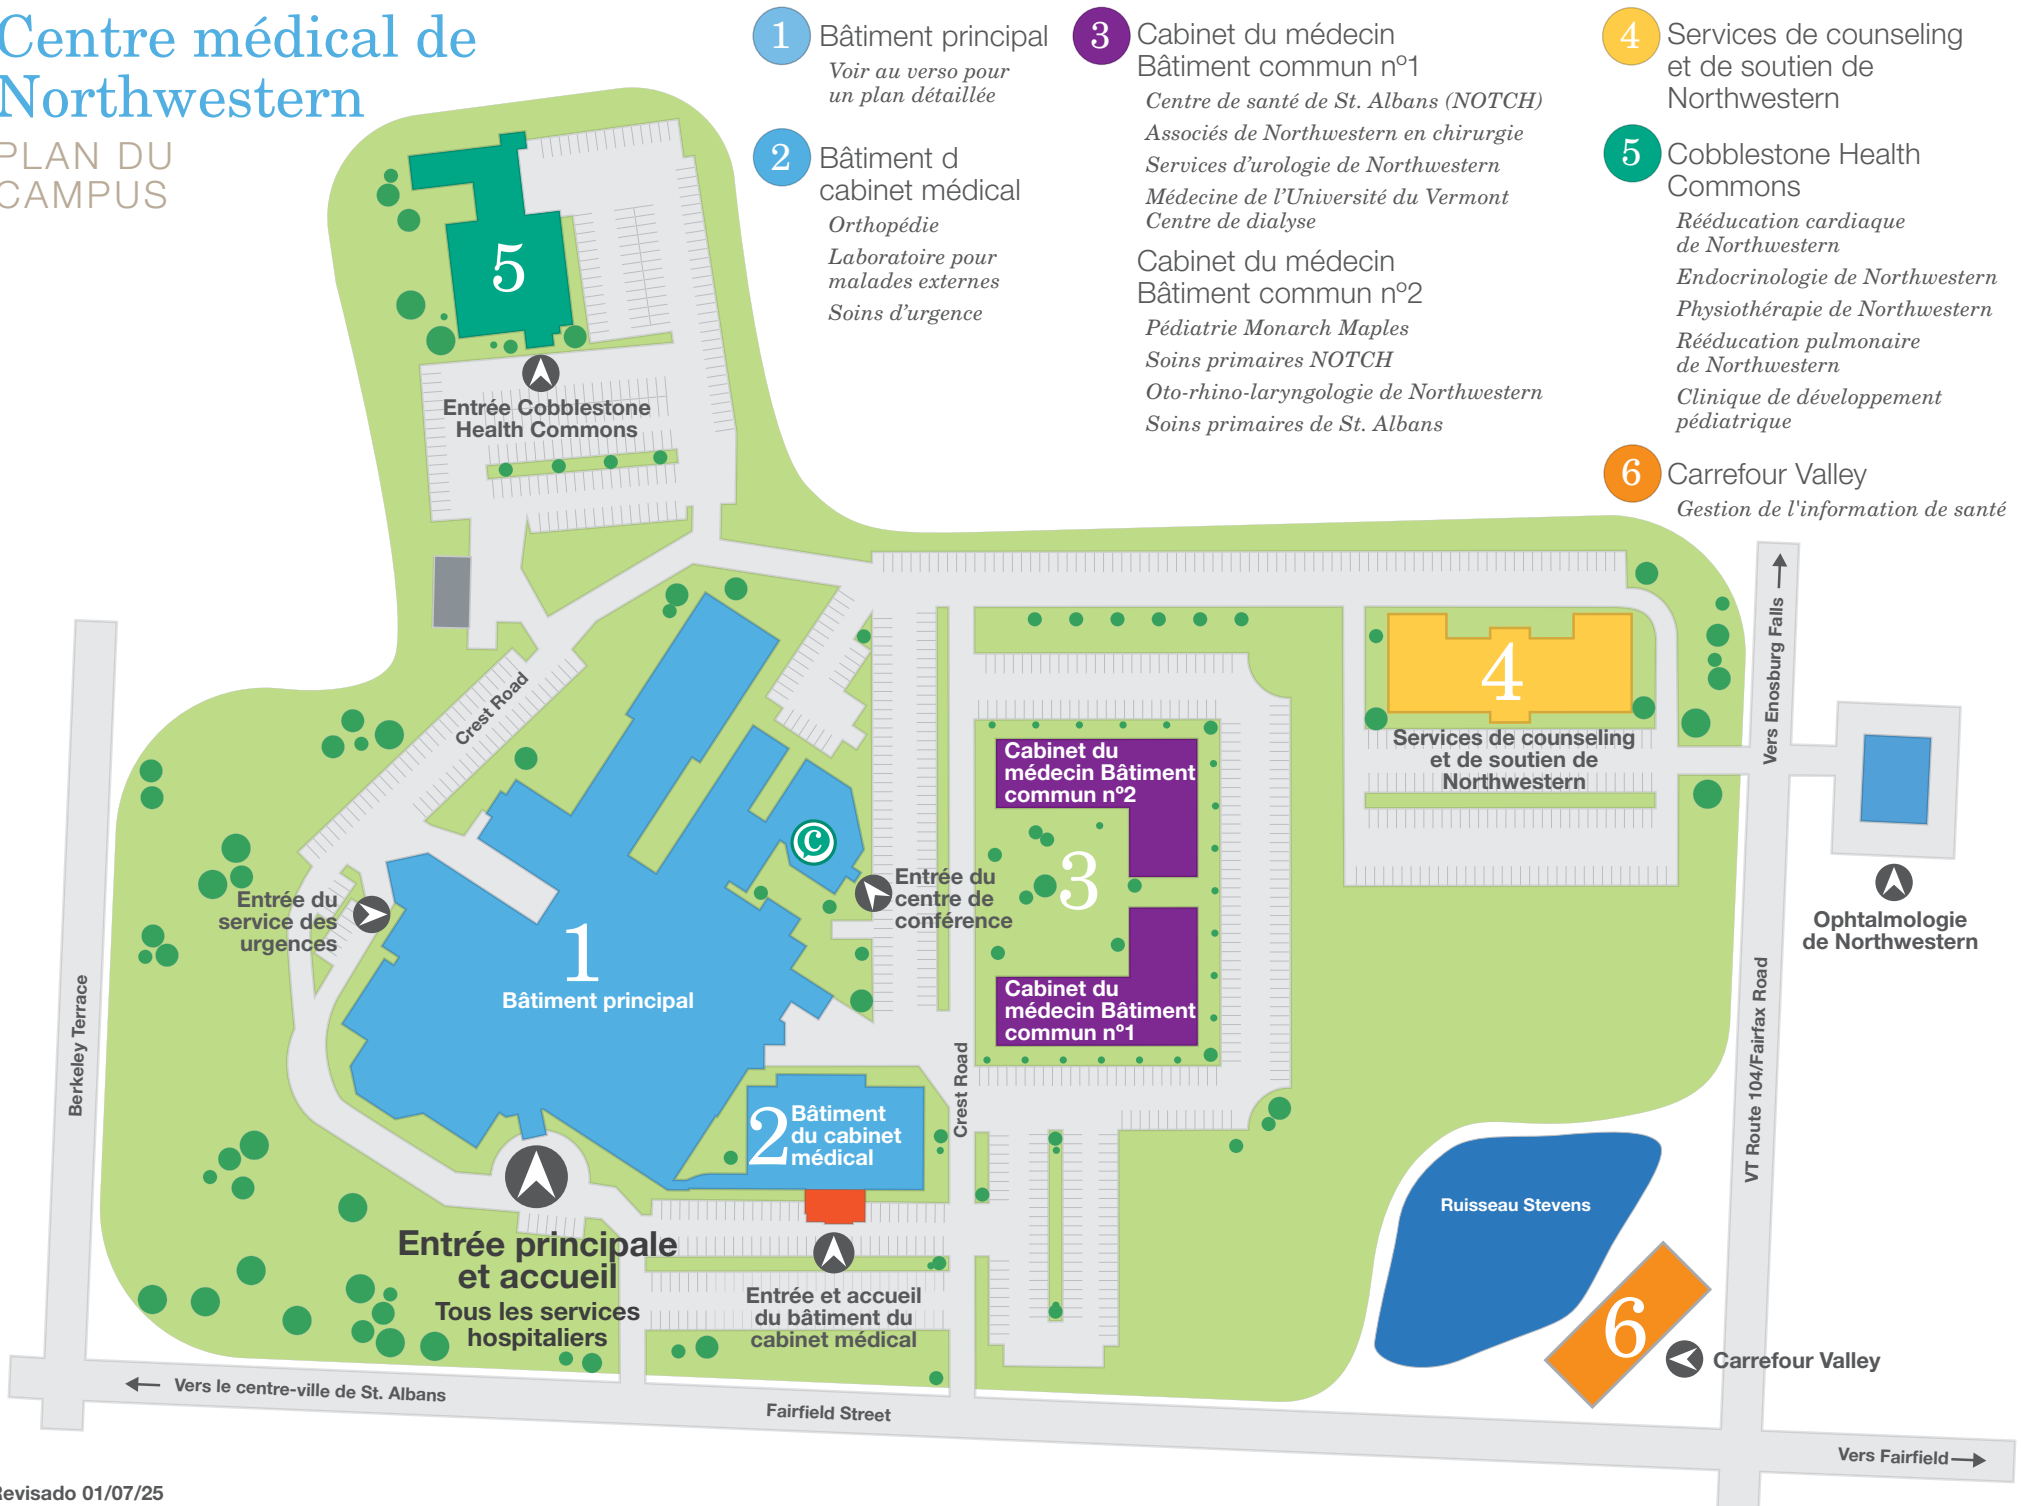 Centre médical de
Northwestern
PLAN DU
CAMPUS
1
Bâtiment principal
Voir au verso pour
un plan détaillée
2
Bâtiment d
cabinet médical
Orthopédie
Laboratoire pour
malades externes
Soins d'urgence
3
Cabinet du médecin
Bâtiment commun nº1
Centre de santé de St. Albans (NOTCH)
Associés de Northwestern en chirurgie
Services d'urologie de Northwestern
Médecine de l'Université du Vermont
Centre de dialyse
Cabinet du médecin
Bâtiment commun nº2
Pédiatrie Monarch Maples
Soins primaires NOTCH
Oto-rhino-laryngologie de Northwestern
Soins primaires de St. Albans
4
Services de counseling
et de soutien de
Northwestern
5
Cobblestone Health
Commons
Rééducation cardiaque
de Northwestern
Endocrinologie de Northwestern
Physiothérapie de Northwestern
Rééducation pulmonaire
de Northwestern
Clinique de développement
pédiatrique
6
Carrefour Valley
Gestion de l'information de santé
5
Entrée Cobblestone
Health Commons
Crest Road
Entrée du
service des
urgences
1
Bâtiment principal
C
Entrée du
centre de
conférence
Cabinet du
médecin Bâtiment
commun nº2
3
Cabinet du
médecin Bâtiment
commun nº1
4
Services de counseling
et de soutien de
Northwestern
Vers Enosburg Falls
Ophtalmologie
de Northwestern
VT Route 104/Fairfax Road
Berkeley Terrace
Crest Road
2
Bâtiment
du cabinet
médical
Entrée principale
et accueil
Tous les services
hospitaliers
Entrée et accueil
du bâtiment du
cabinet médical
Ruisseau Stevens
6
Carrefour Valley
Vers le centre-ville de St. Albans
Fairfield Street
Vers Fairfield
evisado 01/07/25